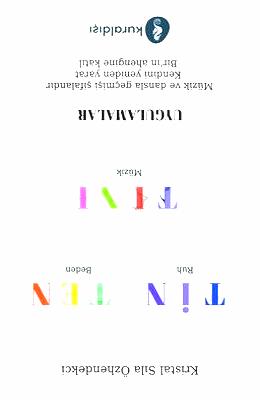 Kristal Sıla Özhendekci
TİN TEN
Ruh Beden
TINI
Müzik
UYGULAMALAR
Müzik ve dansla geçmişi şifalandır
Kendini yeniden yarat
Bir'in ahengine katıl
kuraldışı